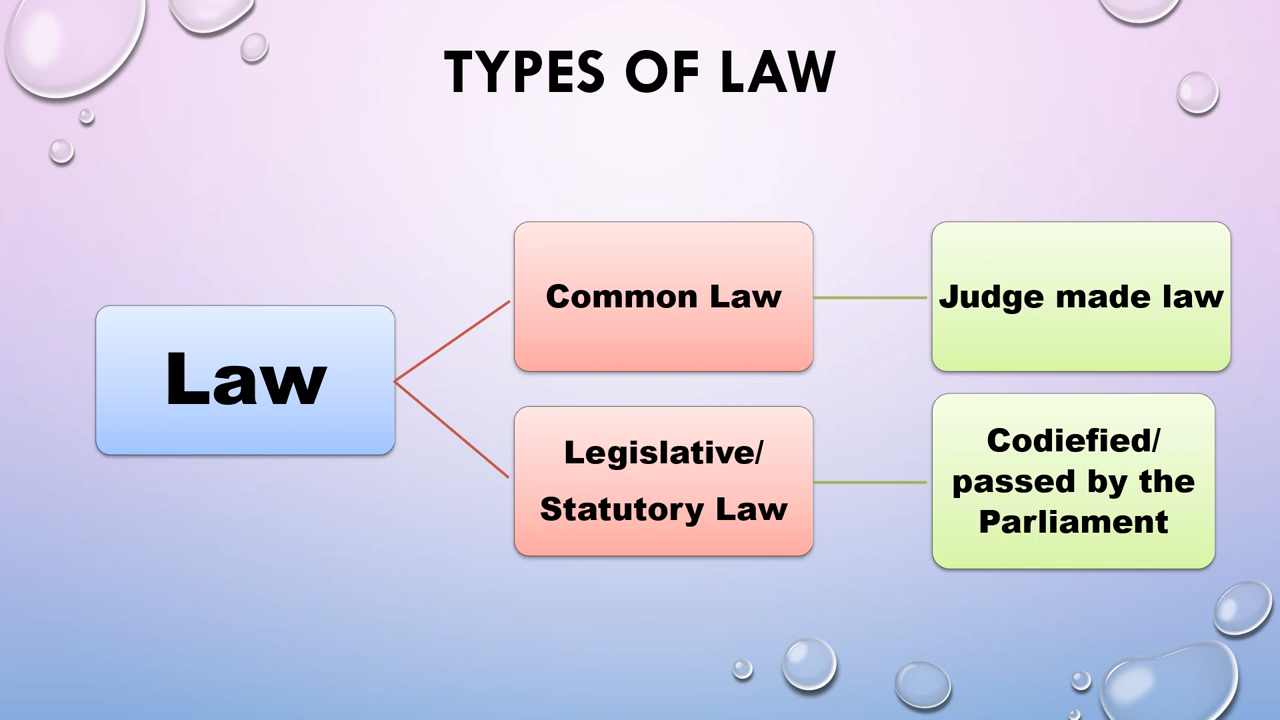 TYPES OF LAW
Law
Common Law
Judge made law
Legislative/
Statutory Law
Codiefied/
passed by the
Parliament